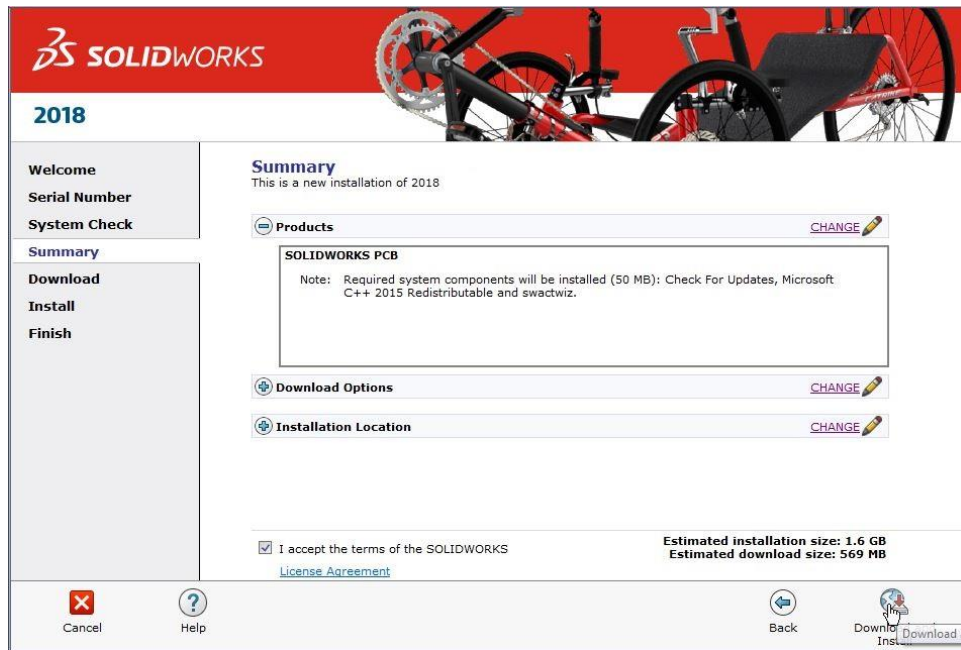 SOLIDWORKS
2018
Welcome
Serial Number
System Check
Summary
Download
Install
Finish
Summary
This is a new installation of 2018
Products
CHANGE
SOLIDWORKS PCB
Note: Required system components will be installed (50 MB): Check For Updates, Microsoft
C++ 2015 Redistributable and swactwiz.
Download Options
CHANGE
Installation Location
CHANGE
I accept the terms of the SOLIDWORKS
License Agreement
Estimated installation size: 1.6 GB
Estimated download size: 569 MB
Cancel
Help
Back
Download